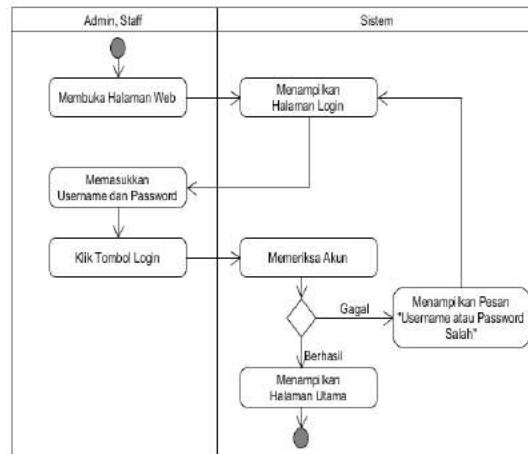 Admin, Staff
Sistem
Membuka Halaman Web
Menampilkan
Halaman Login
Memasukkan
Username dan Password
Klik Tombol Login
Memeriksa Akun
Gagal
Menampilkan Pesan
"Username atau Password
Salah"
Berhasil
Menampilkan
Halaman Utama